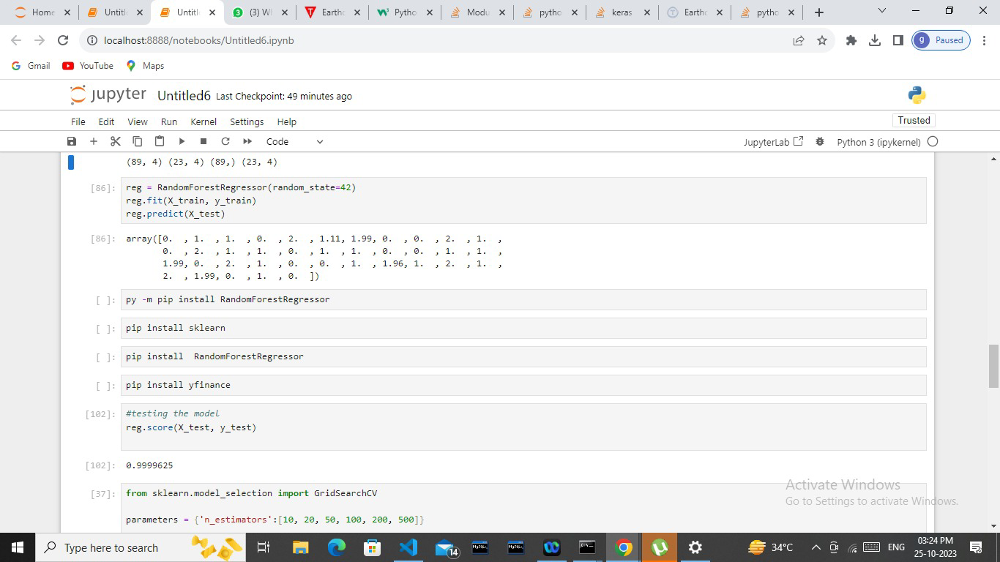 Home
Untitl
Untitl
(3) Wl
Earthc
Pytho
Modu
pytho
keras
Earthc
pytho
localhost:8888/notebooks/Untitled6.ipynb
g Paused
Gmail YouTube Maps
jupyter Untitled6 Last Checkpoint: 49 minutes ago
File Edit View Run Kernel Settings Help Trusted
Code JupyterLab Python 3 (ipykernel)
(89, 4) (23, 4) (89,) (23, 4)
[86]: reg = RandomForestRegressor(random_state=42)
reg.fit(X_train, y_train)
reg.predict(X_test)
[86]: array([0.  , 1.  , 1.  , 0.  , 2.  , 1.11, 1.99, 0.  , 0.  , 2.  , 1.  ,
0.  , 2.  , 1.  , 1.  , 0.  , 1.  , 1.  , 0.  , 0.  , 1.  , 1.  ,
1.99, 0.  , 2.  , 1.  , 0.  , 0.  , 1.  , 1.96, 1.  , 2.  , 1.  ,
2.  , 1.99, 0.  , 1.  , 0.  ])
[ ]: py -m pip install RandomForestRegressor
[ ]: pip install sklearn
[ ]: pip install  RandomForestRegressor
[ ]: pip install yfinance
[102]: #testing the model
reg.score(X_test, y_test)
[102]: 0.9999625
[37]: from sklearn.model_selection import GridSearchCV
parameters = {'n_estimators':[10, 20, 50, 100, 200, 500]}
Activate Windows
Go to Settings to activate Windows.
Type here to search
14
34°C
ENG
03:24 PM
25-10-2023